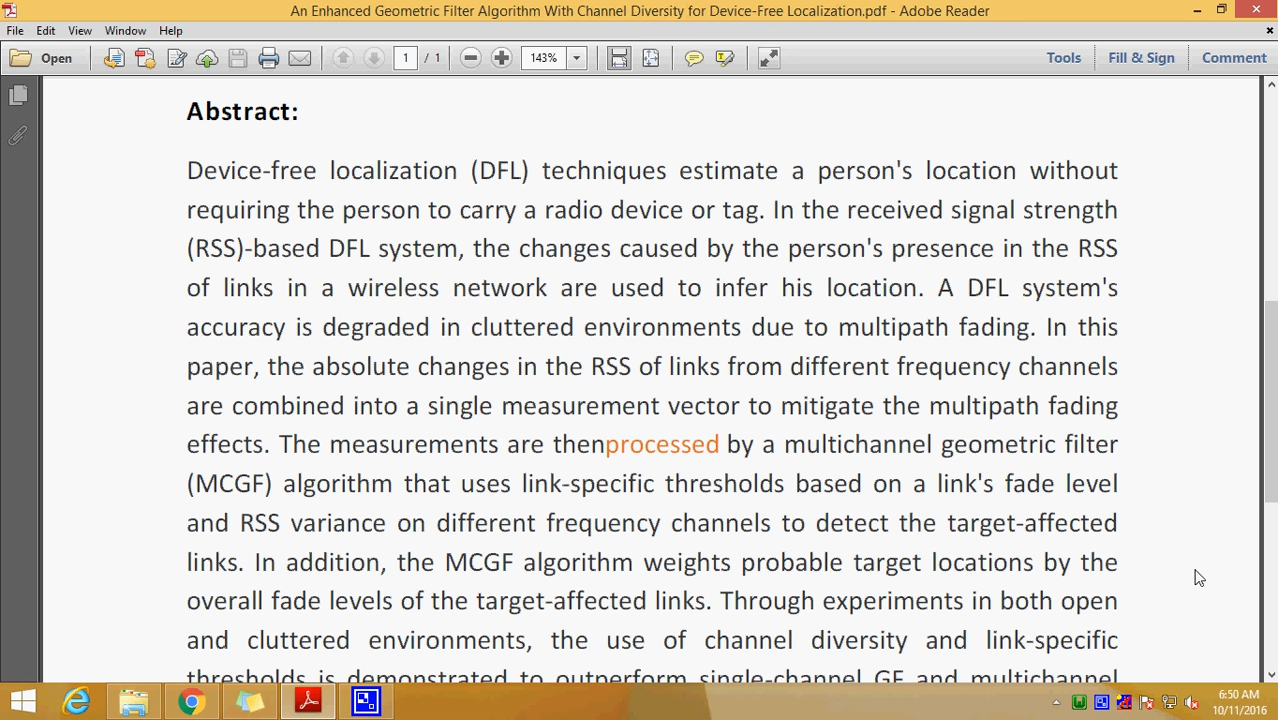 An Enhanced Geometric Filter Algorithm With Channel Diversity for Device-Free Localization.pdf - Adobe Reader
File Edit View Window Help
Open 1 / 1 143% Tools Fill & Sign Comment
Abstract:
Device-free localization (DFL) techniques estimate a person's location without
requiring the person to carry a radio device or tag. In the received signal strength
(RSS)-based DFL system, the changes caused by the person's presence in the RSS
of links in a wireless network are used to infer his location. A DFL system's
accuracy is degraded in cluttered environments due to multipath fading. In this
paper, the absolute changes in the RSS of links from different frequency channels
are combined into a single measurement vector to mitigate the multipath fading
effects. The measurements are thenprocessed by a multichannel geometric filter
(MCGF) algorithm that uses link-specific thresholds based on a link's fade level
and RSS variance on different frequency channels to detect the target-affected
links. In addition, the MCGF algorithm weights probable target locations by the
overall fade levels of the target-affected links. Through experiments in both open
and cluttered environments, the use of channel diversity and link-specific
thresholds is demonstrated to outperform single-channel GF and multichannel
6:50 AM
10/11/2016